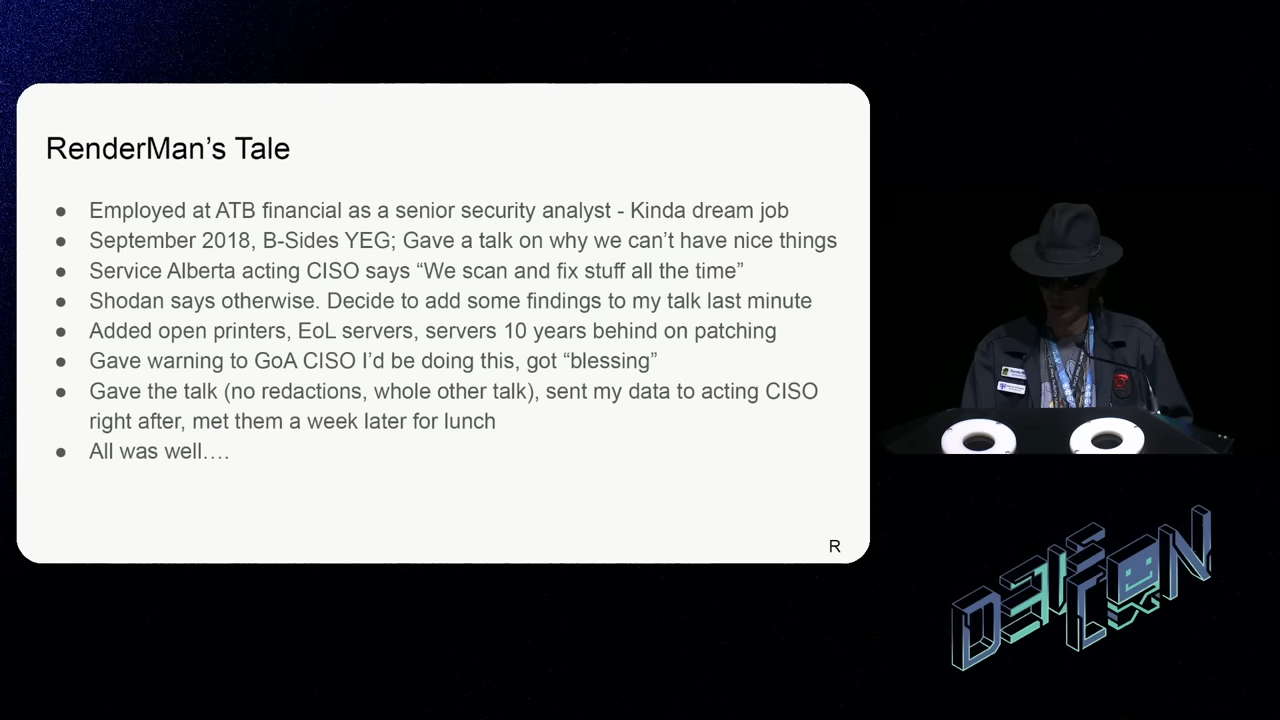 RenderMan's Tale
● Employed at ATB financial as a senior security analyst - Kinda dream job
● September 2018, B-Sides YEG; Gave a talk on why we can't have nice things
● Service Alberta acting CISO says “We scan and fix stuff all the time”
● Shodan says otherwise. Decide to add some findings to my talk last minute
● Added open printers, EoL servers, servers 10 years behind on patching
● Gave warning to GoA CISO I'd be doing this, got “blessing”
● Gave the talk (no redactions, whole other talk), sent my data to acting CISO
right after, met them a week later for lunch
● All was well….
R
DEF
CON